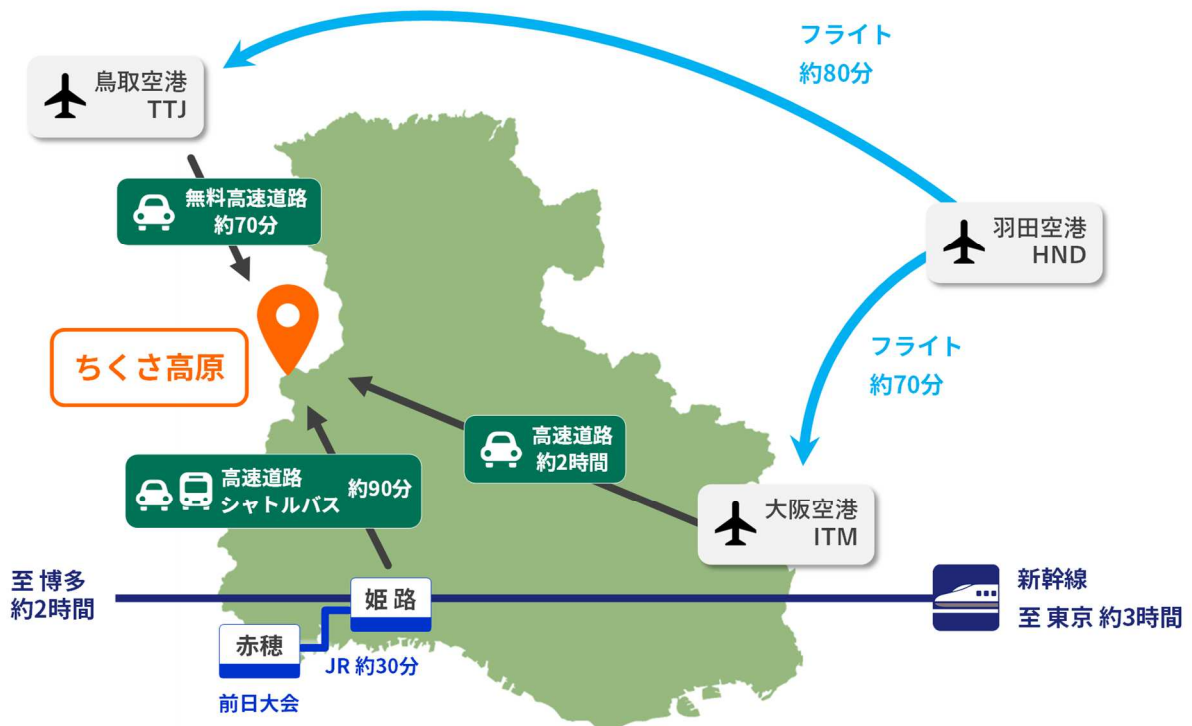 フライト
約80分
鳥取空港
TTJ
無料高速道路
約70分
羽田空港
HND
ちくさ高原
フライト
約70分
高速道路
約2時間
高速道路
シャトルバス
約90分
大阪空港
ITM
至 博多
約2時間
姫路
新幹線
至 東京 約3時間
赤穂
JR 約30分
前日大会